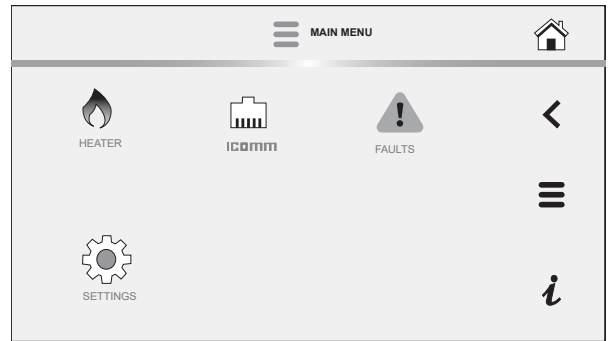 MAIN MENU
HEATER
ICOMM
FAULTS
SETTINGS
i